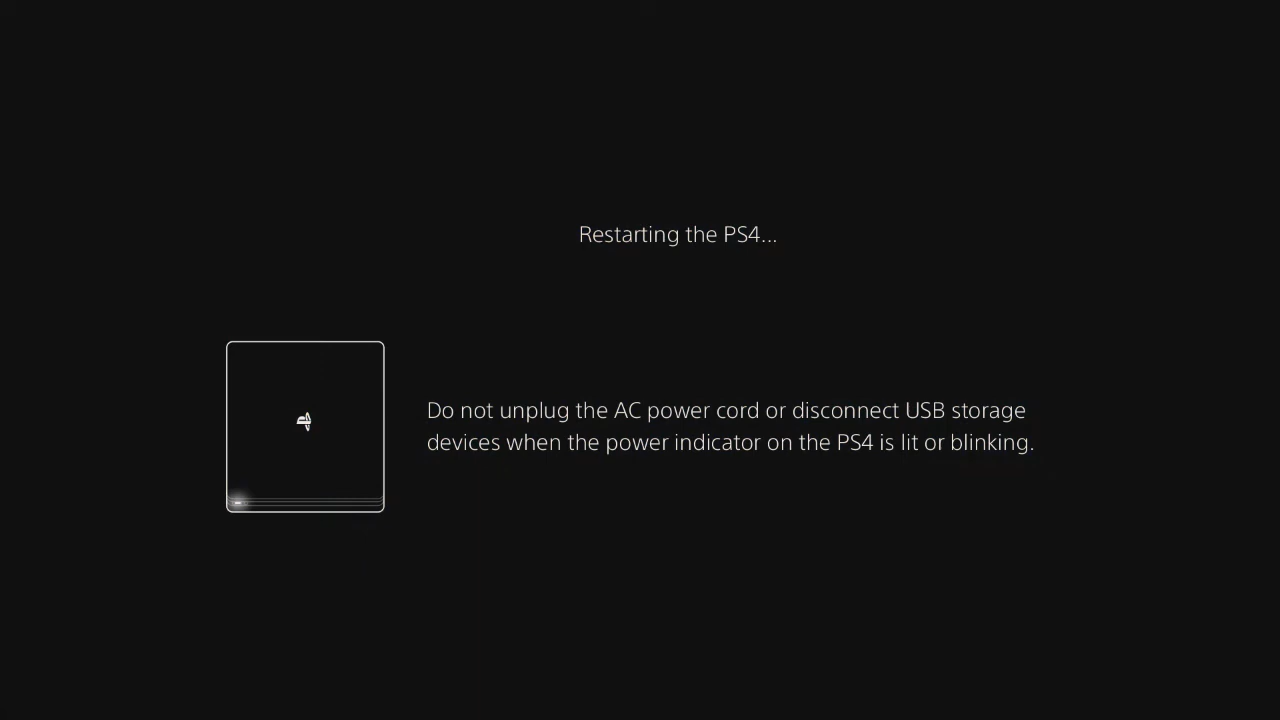 Restarting the PS4...
Do not unplug the AC power cord or disconnect USB storage
devices when the power indicator on the PS4 is lit or blinking.